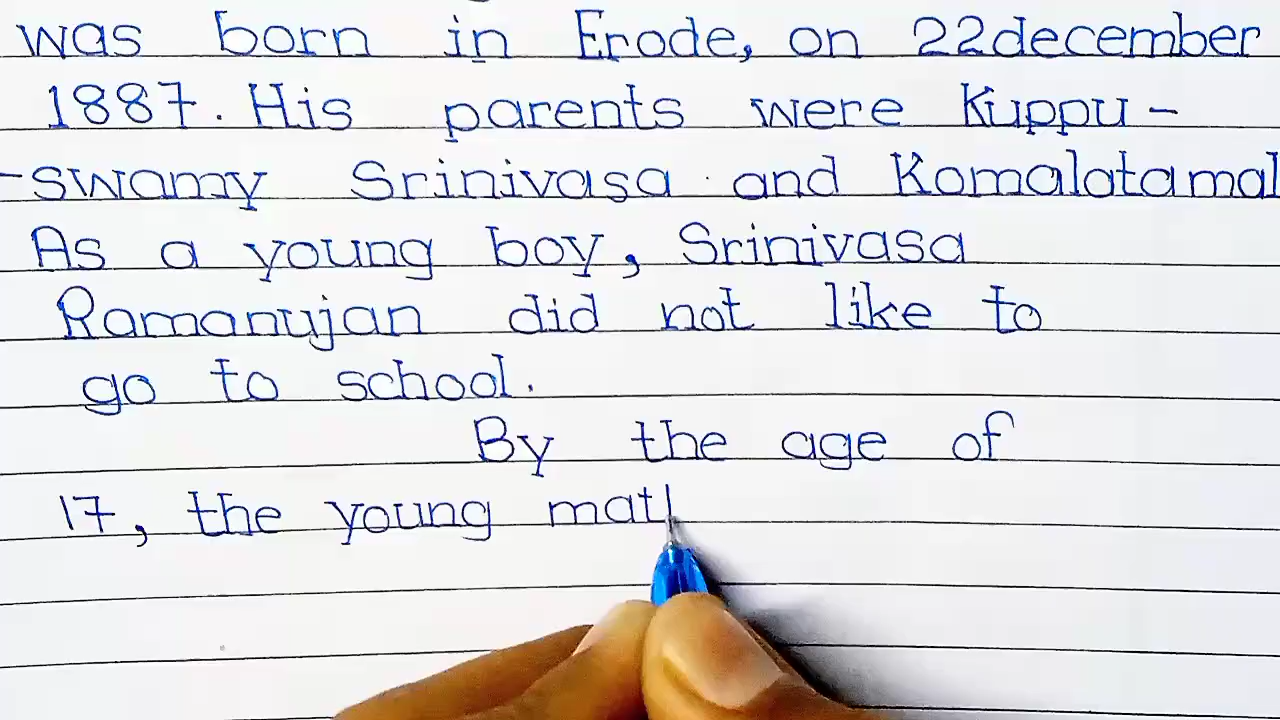 was born in Erode, on 22december
1887. His parents were Kuppu -
-swamy Srinivasa and Komalatamal
As a young boy, Srinivasa
Ramanujan did not like to
go to school.
By the age of
17, the young mat